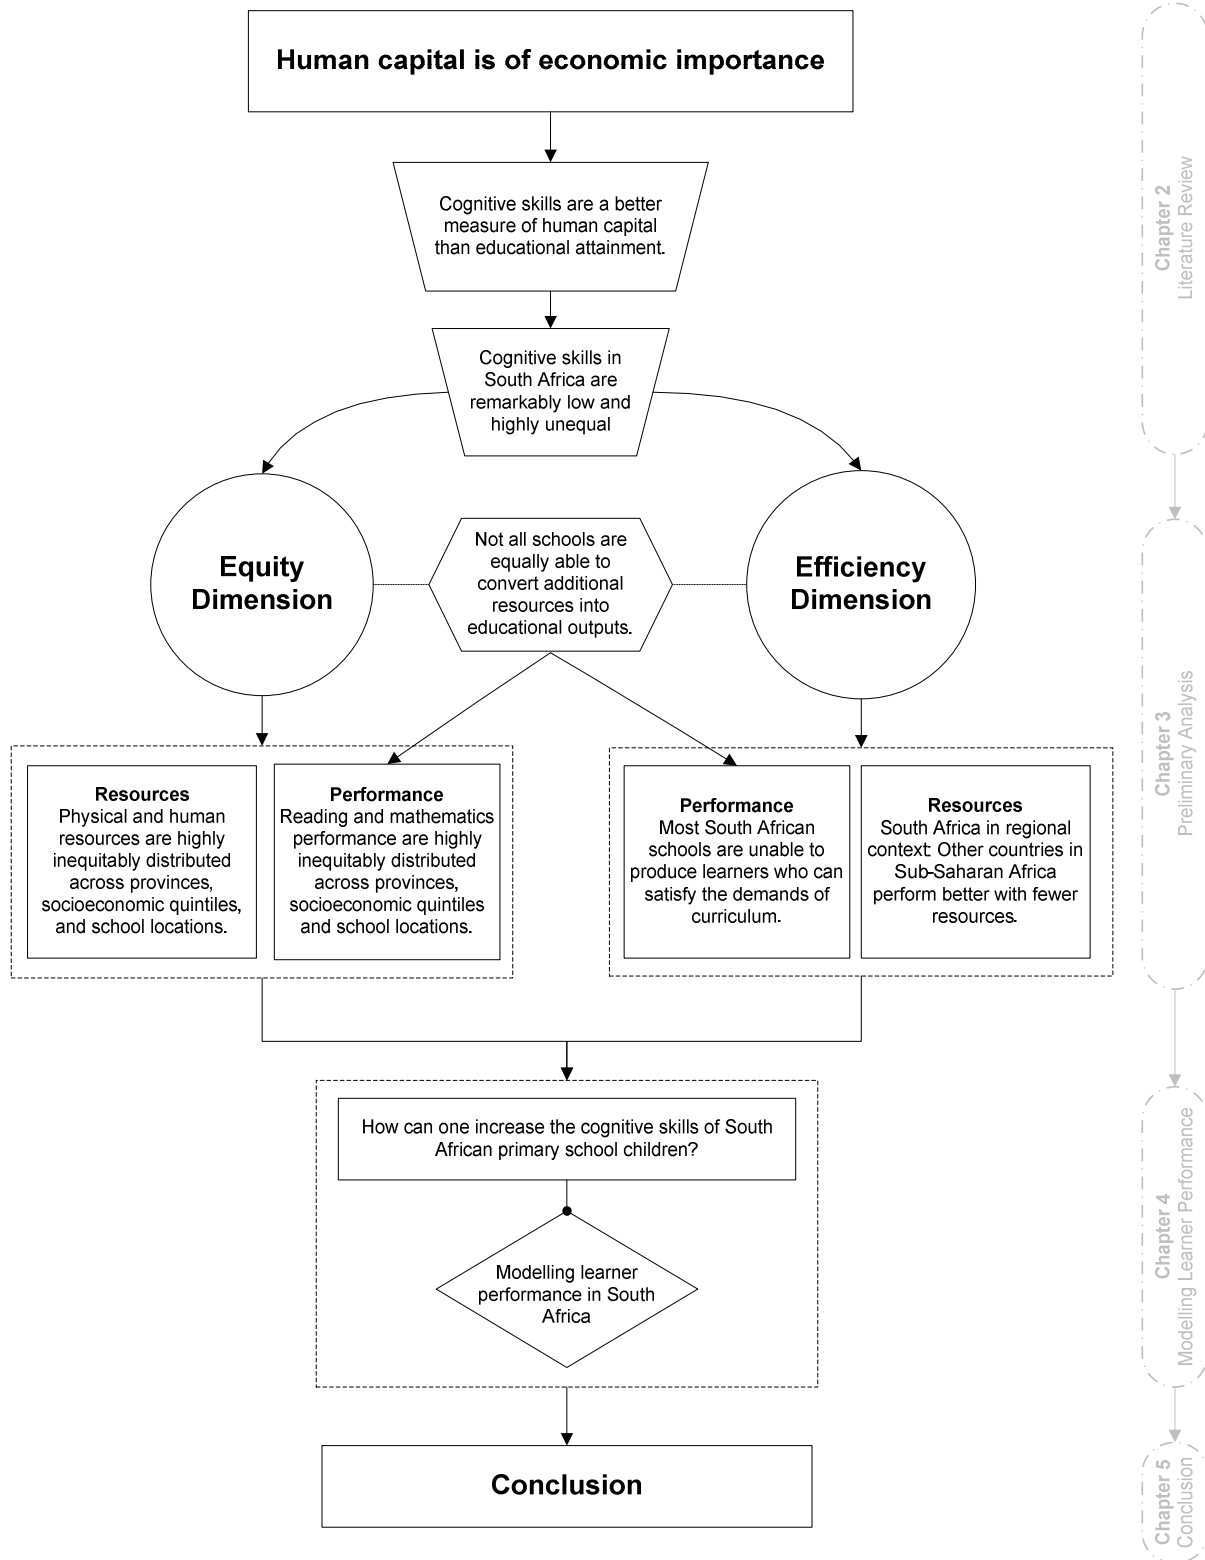 Human capital is of economic importance
Cognitive skills are a better
measure of human capital
than educational attainment.
Cognitive skills in
South Africa are
remarkably low and
highly unequal
Equity
Dimension
Not all schools are
equally able to
convert additional
resources into
educational outputs.
Efficiency
Dimension
Resources
Physical and human
resources are highly
inequitably distributed
across provinces,
socioeconomic quintiles,
and school locations.
Performance
Reading and mathematics
performance are highly
inequitably distributed
across provinces,
socioeconomic quintiles
and school locations.
Performance
Most South African
schools are unable to
produce learners who can
satisfy the demands of
curriculum.
Resources
South Africa in regional
context: Other countries in
Sub-Saharan Africa
perform better with fewer
resources.
How can one increase the cognitive skills of South
African primary school children?
Modelling learner
performance in South
Africa
Conclusion
Chapter 2
Literature Review
Chapter 3
Preliminary Analysis
Chapter 4
Modelling Learner Performance
Chapter 5
Conclusion